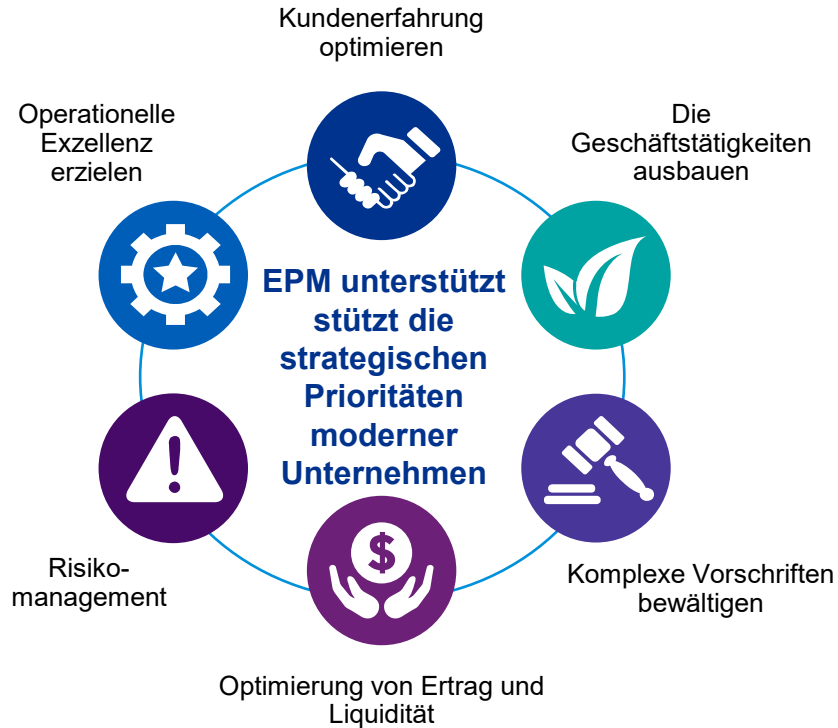 Kundenerfahrung
optimieren
Operationelle
Exzellenz
erzielen
Die
Geschäftstätigkeiten
ausbauen
EPM unterstützt
stützt die
strategischen
Prioritäten
moderner
Unternehmen
$
Risiko-
management
Komplexe Vorschriften
bewältigen
Optimierung von Ertrag und
Liquidität